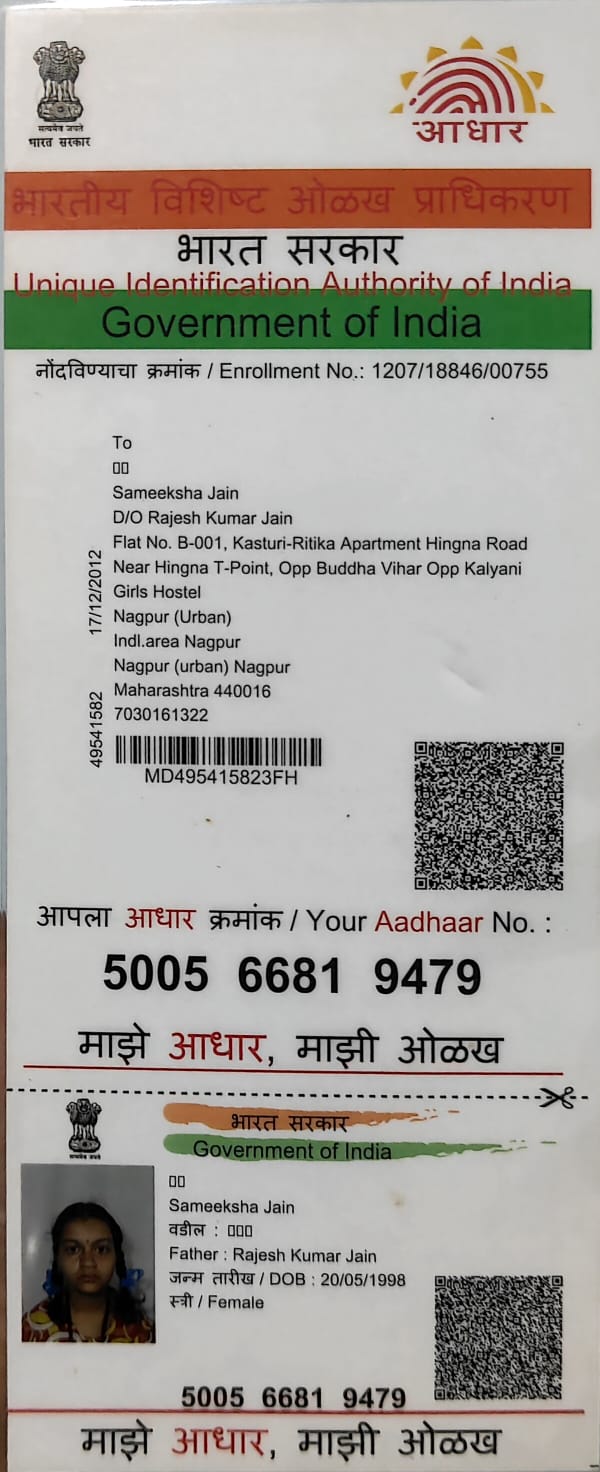 सत्यमेव जयते
भारत सरकार
आधार
भारतीय विशिष्ट ओळख प्राधिकरण
भारत सरकार
Unique Identification Authority of India
Government of India
नोंदविण्याचा क्रमांक / Enrollment No.: 1207/18846/00755
To
Sameeksha Jain
D/O Rajesh Kumar Jain
Flat No. B-001, Kasturi-Ritika Apartment Hingna Road
Near Hingna T-Point, Opp Buddha Vihar Opp Kalyani
Girls Hostel
Nagpur (Urban)
Indl.area Nagpur
Nagpur (urban) Nagpur
Maharashtra 440016
7030161322
17/12/2012
49541582
MD495415823FH
आपला आधार क्रमांक / Your Aadhaar No. :
5005 6681 9479
माझे आधार, माझी ओळख
सत्यमेव जयते
भारत सरकार
Government of India
Sameeksha Jain
वडील :
Father : Rajesh Kumar Jain
जन्म तारीख / DOB : 20/05/1998
स्त्री / Female
5005 6681 9479
माझे आधार, माझी ओळख